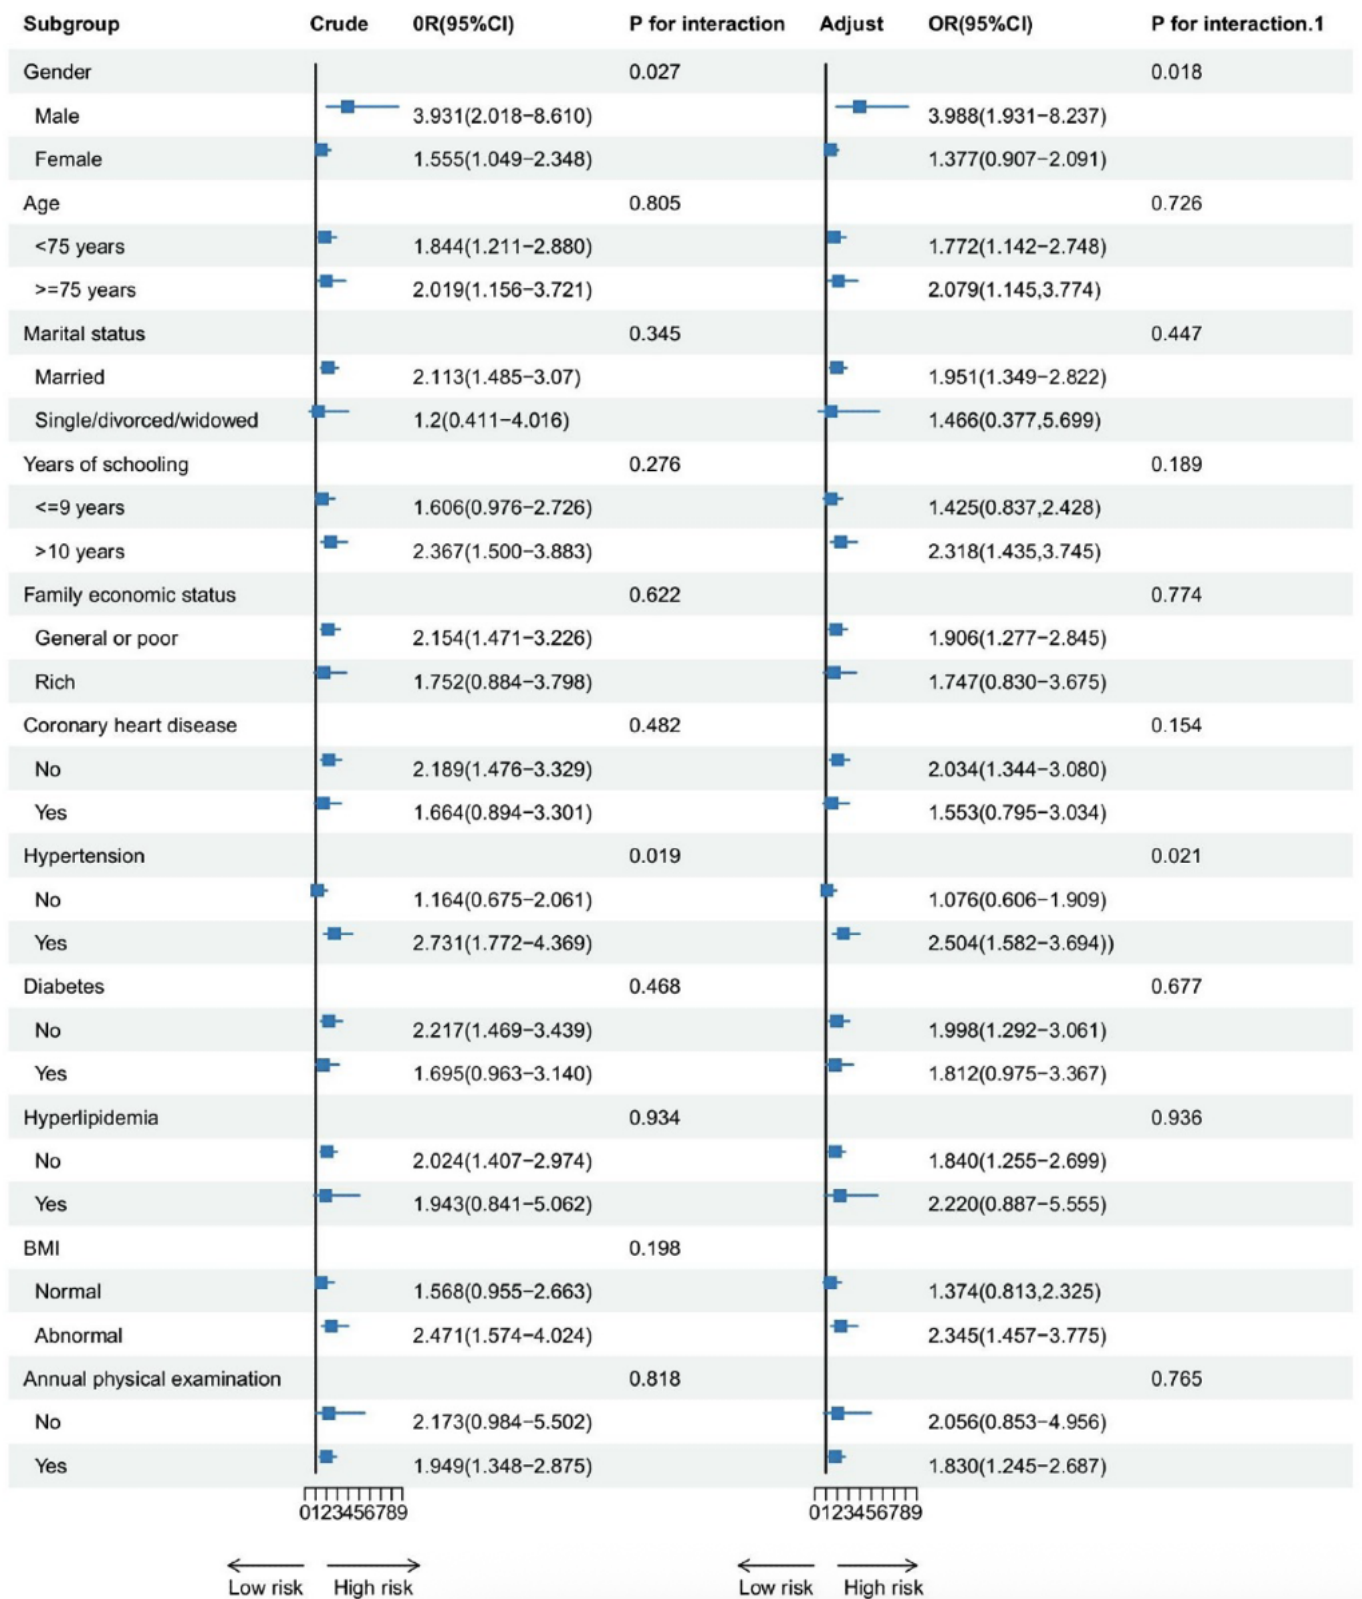 Subgroup Crude 0R(95%CI) P for interaction Adjust OR(95%CI) P for interaction.1
Gender 0.027 0.018
Male 3.931(2.018−8.610) 3.988(1.931−8.237)
Female 1.555(1.049−2.348) 1.377(0.907−2.091)
Age 0.805 0.726
<75 years 1.844(1.211−2.880) 1.772(1.142−2.748)
>=75 years 2.019(1.156−3.721) 2.079(1.145,3.774)
Marital status 0.345 0.447
Married 2.113(1.485−3.07) 1.951(1.349−2.822)
Single/divorced/widowed 1.2(0.411−4.016) 1.466(0.377,5.699)
Years of schooling 0.276 0.189
<=9 years 1.606(0.976−2.726) 1.425(0.837,2.428)
>10 years 2.367(1.500−3.883) 2.318(1.435,3.745)
Family economic status 0.622 0.774
General or poor 2.154(1.471−3.226) 1.906(1.277−2.845)
Rich 1.752(0.884−3.798) 1.747(0.830−3.675)
Coronary heart disease 0.482 0.154
No 2.189(1.476−3.329) 2.034(1.344−3.080)
Yes 1.664(0.894−3.301) 1.553(0.795−3.034)
Hypertension 0.019 0.021
No 1.164(0.675−2.061) 1.076(0.606−1.909)
Yes 2.731(1.772−4.369) 2.504(1.582−3.694))
Diabetes 0.468 0.677
No 2.217(1.469−3.439) 1.998(1.292−3.061)
Yes 1.695(0.963−3.140) 1.812(0.975−3.367)
Hyperlipidemia 0.934 0.936
No 2.024(1.407−2.974) 1.840(1.255−2.699)
Yes 1.943(0.841−5.062) 2.220(0.887−5.555)
BMI 0.198
Normal 1.568(0.955−2.663) 1.374(0.813,2.325)
Abnormal 2.471(1.574−4.024) 2.345(1.457−3.775)
Annual physical examination 0.818 0.765
No 2.173(0.984−5.502) 2.056(0.853−4.956)
Yes 1.949(1.348−2.875) 1.830(1.245−2.687)
0123456789 0123456789
Low risk High risk Low risk High risk